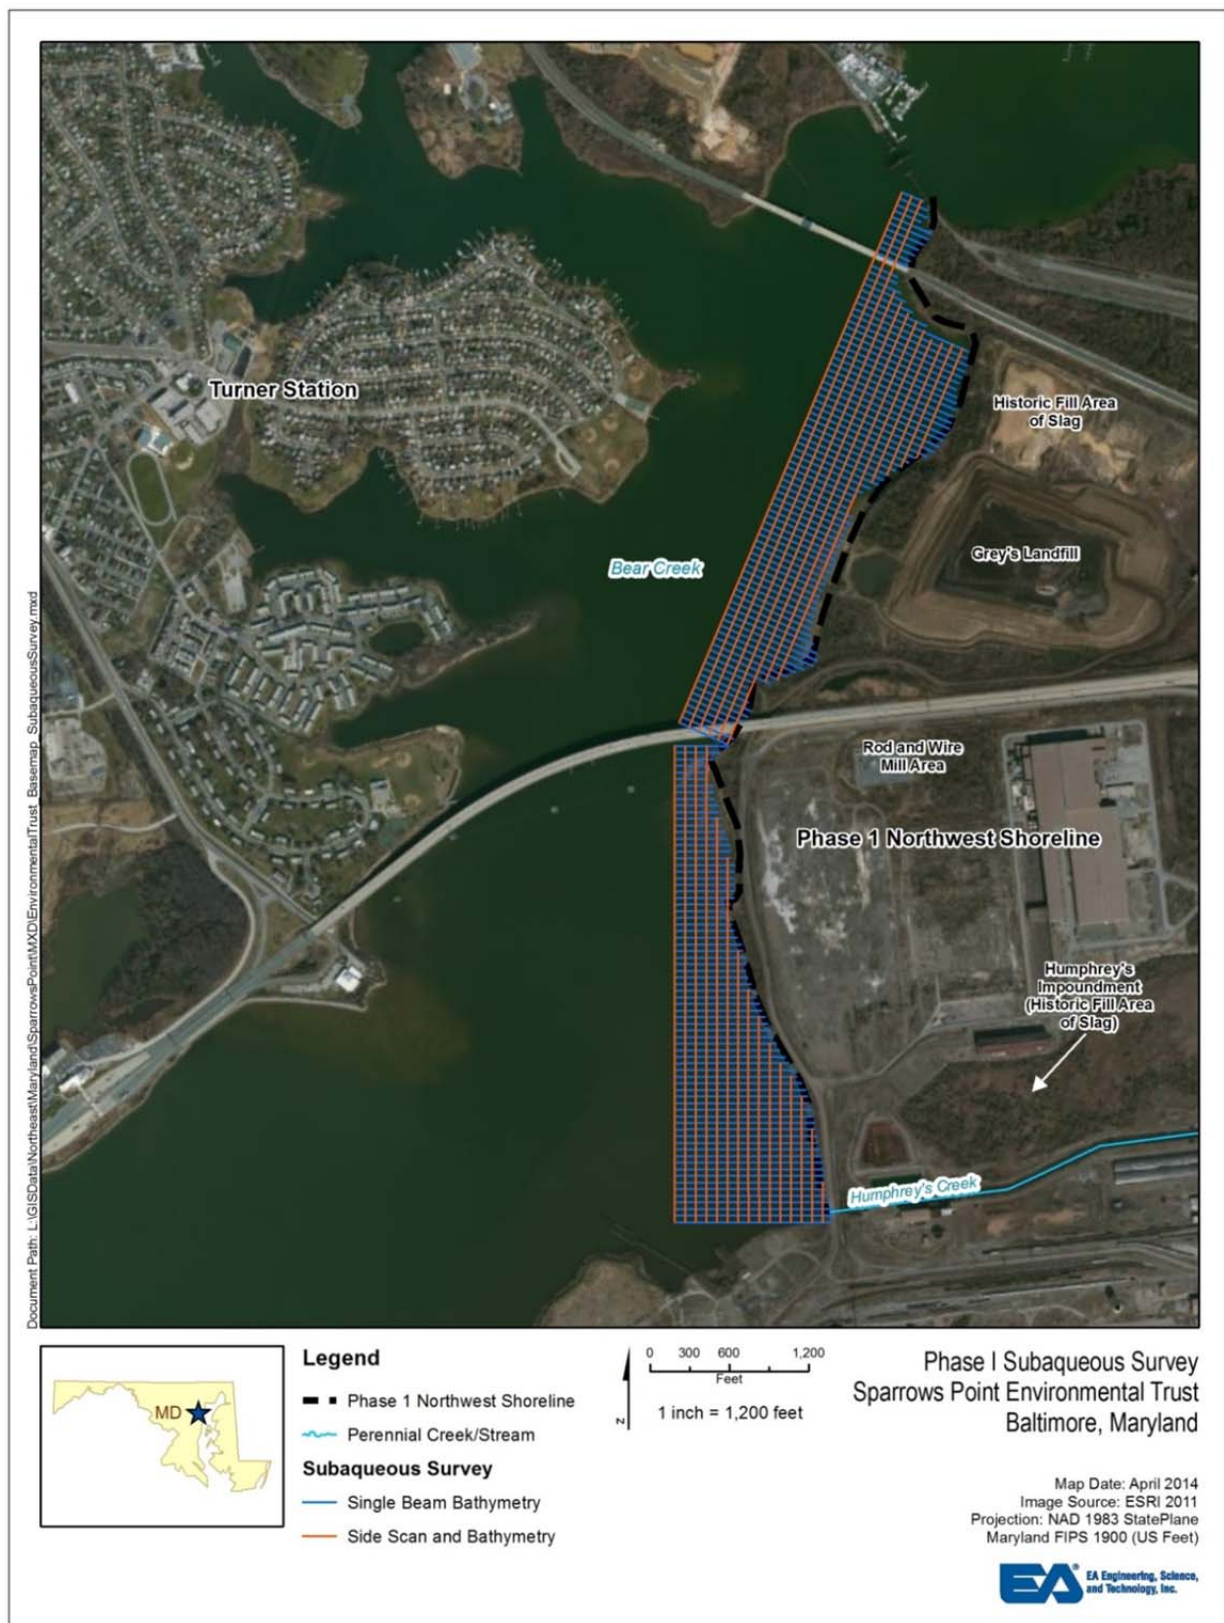 Turner Station
Historic Fill Area
of Slag
Grey's Landfill
Bear Creek
Rod and Wire
Mill Area
Phase 1 Northwest Shoreline
Humphrey's
Impoundment
(Historic Fill Area
of Slag)
Humphrey's Creek
Document Path: L:\GISData\Northeast\Maryland\SparrowsPoint\MXD\EnvironmentalTrust_Basemap_SubaqueousSurvey.mxd
MD
Legend
Phase 1 Northwest Shoreline
Perennial Creek/Stream
Subaqueous Survey
Single Beam Bathymetry
Side Scan and Bathymetry
N
0 300 600 1,200
Feet
1 inch = 1,200 feet
Phase I Subaqueous Survey
Sparrows Point Environmental Trust
Baltimore, Maryland
Map Date: April 2014
Image Source: ESRI 2011
Projection: NAD 1983 StatePlane
Maryland FIPS 1900 (US Feet)
EA® EA Engineering, Science,
and Technology, Inc.